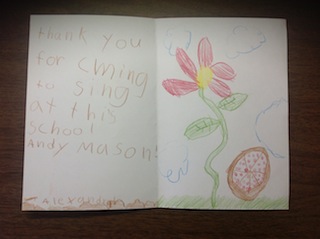 thank you
for cming
to sing
at this
school
Andy Mason!